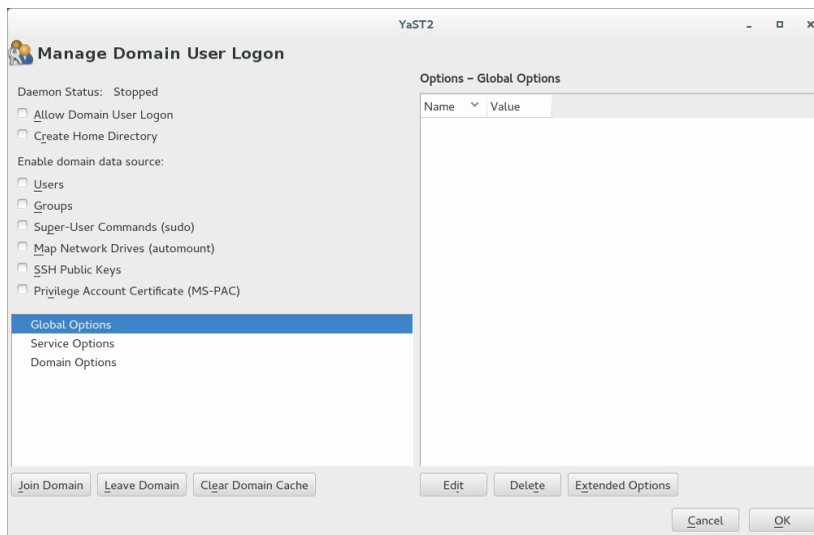 YaST2
Manage Domain User Logon
Daemon Status: Stopped
Allow Domain User Logon
Create Home Directory
Enable domain data source:
Users
Groups
Super-User Commands (sudo)
Map Network Drives (automount)
SSH Public Keys
Privilege Account Certificate (MS-PAC)
Global Options
Service Options
Domain Options
Join Domain Leave Domain Clear Domain Cache
Options – Global Options
Name Value
Edit Delete Extended Options
Cancel OK